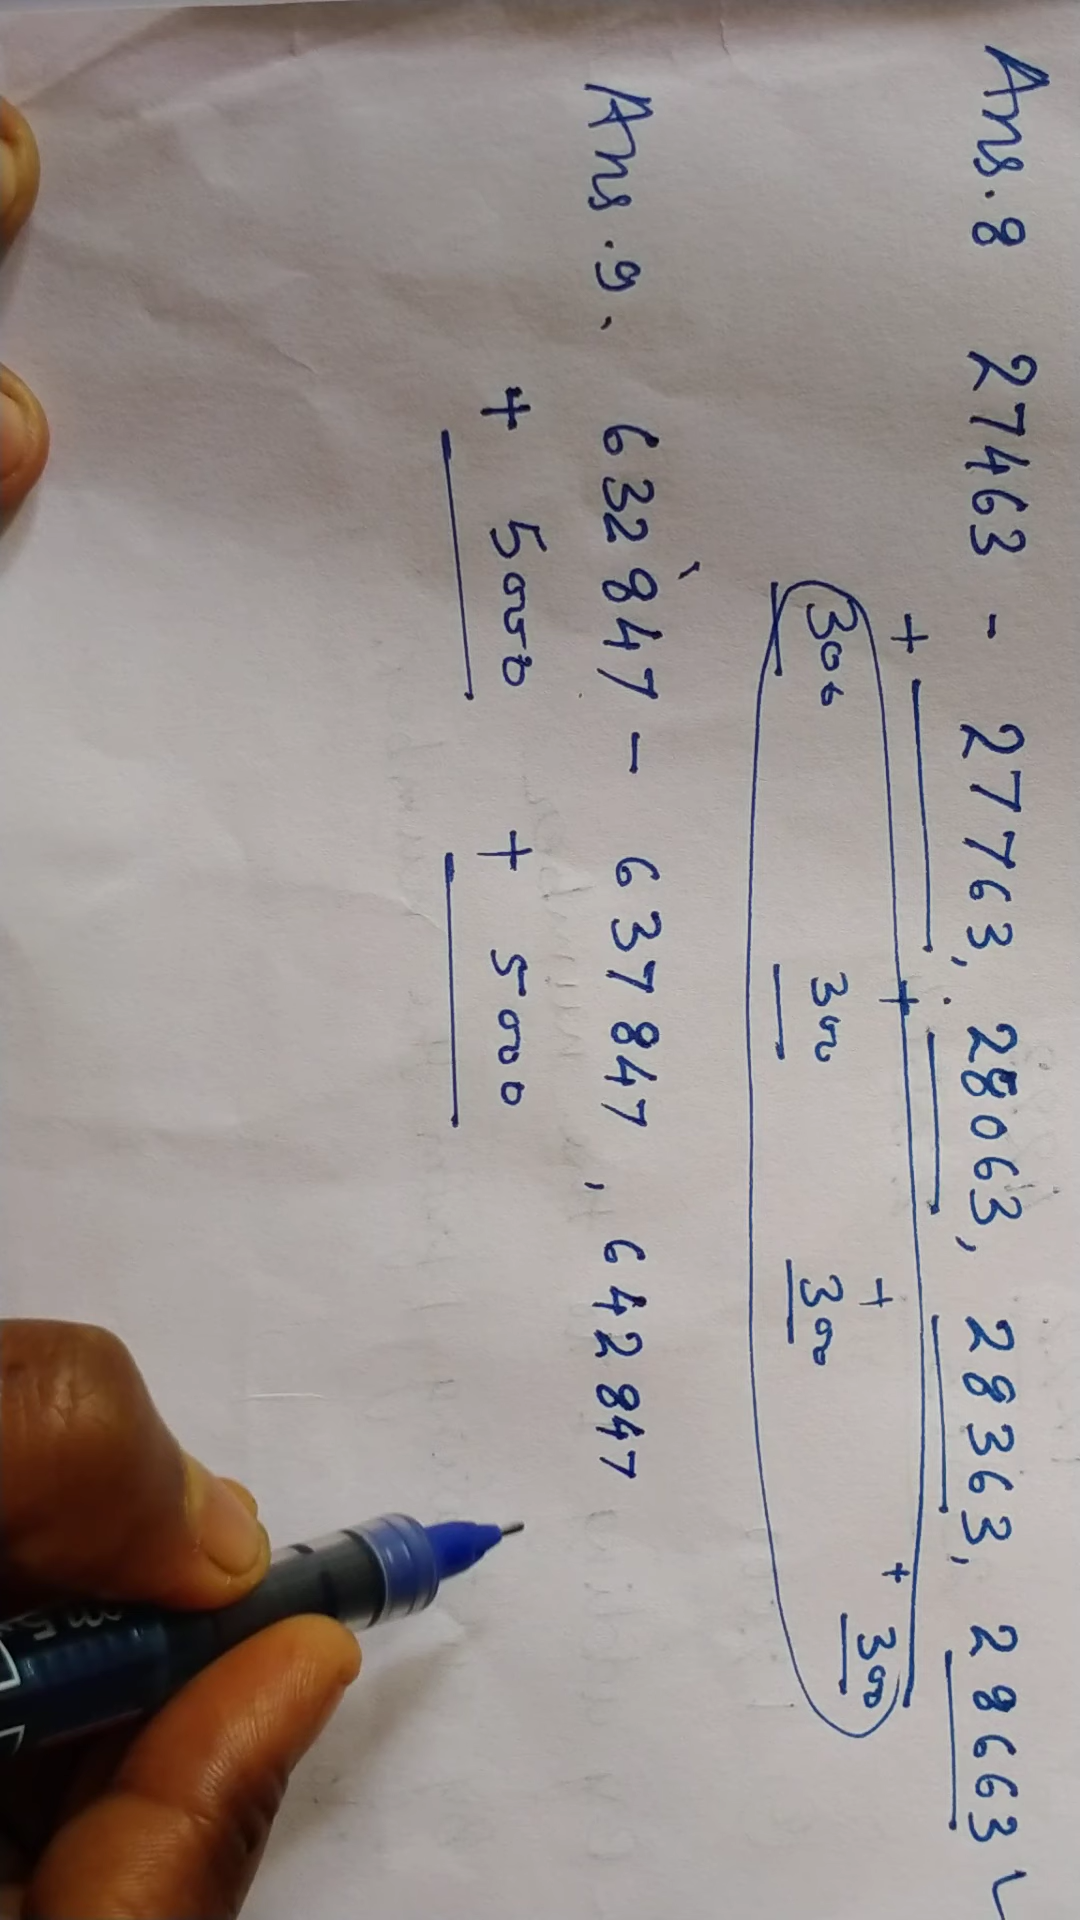 Ans.8 27463 - 27763, 28063, 28363, 28663
+ + + +
300 300 300 300
Ans.9. 632847 - 637847, 642847
+ 5000 + 5000